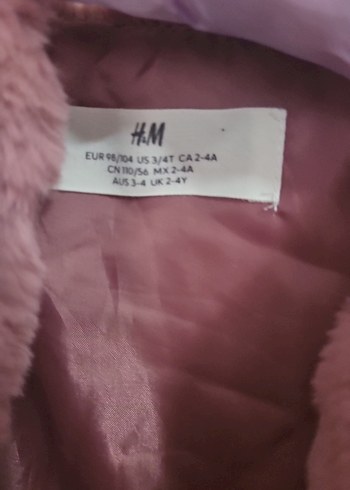 H&M
EUR 98/104 US 3/4T CA 2-4A
CN 110/56 MX 2-4A
AUS 3-4 UK 2-4Y